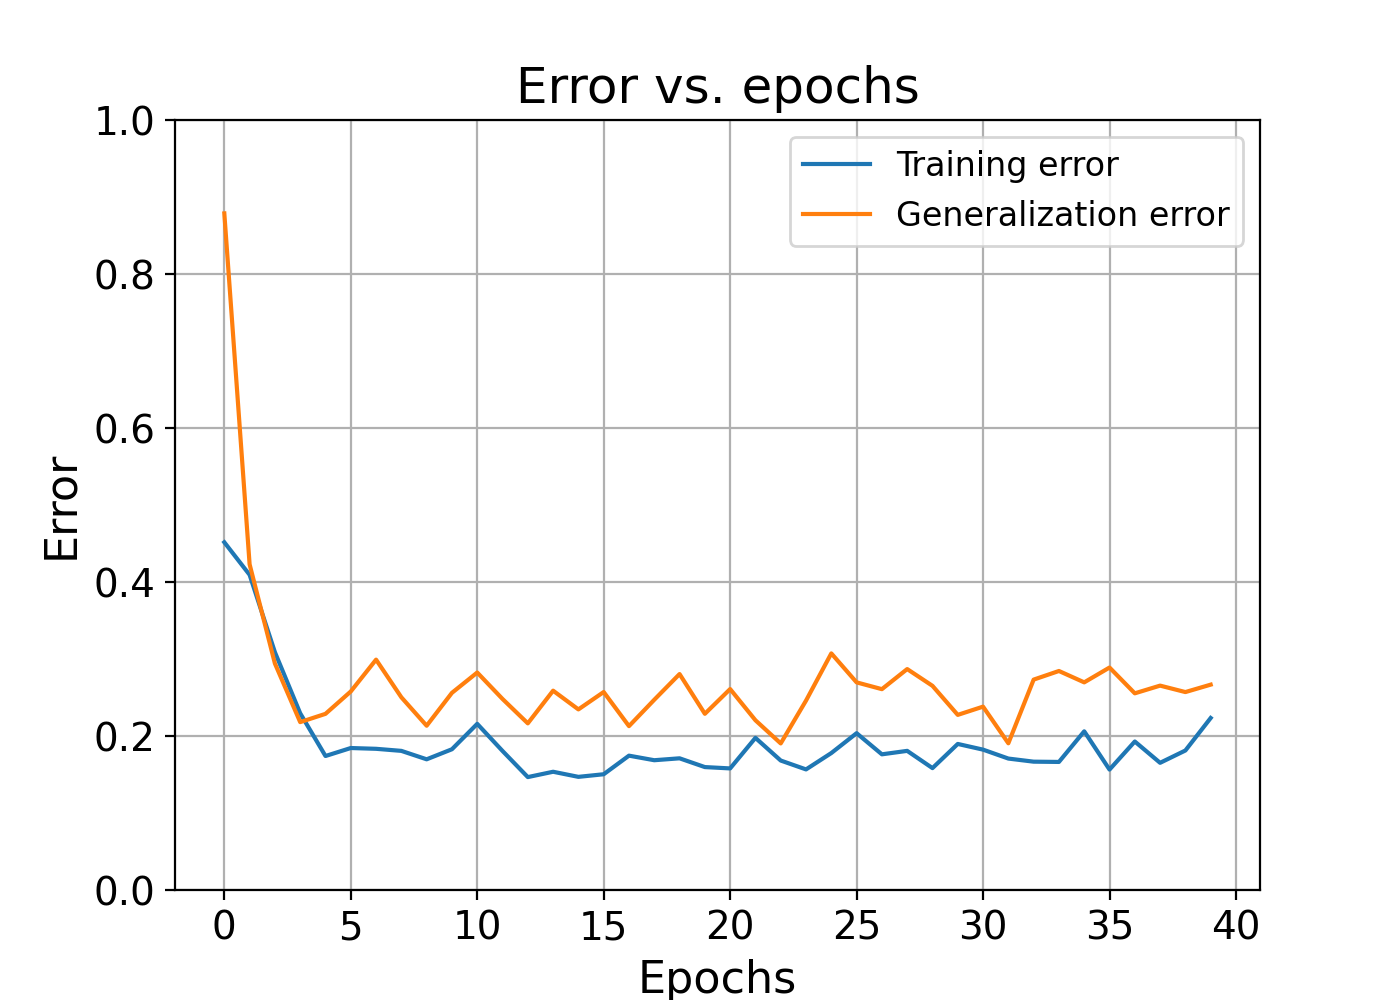 Error vs. epochs
1.0
0.8
0.6
0.4
0.2
0.0
Error
Training error
Generalization error
0 5 10 15 20 25 30 35 40
Epochs